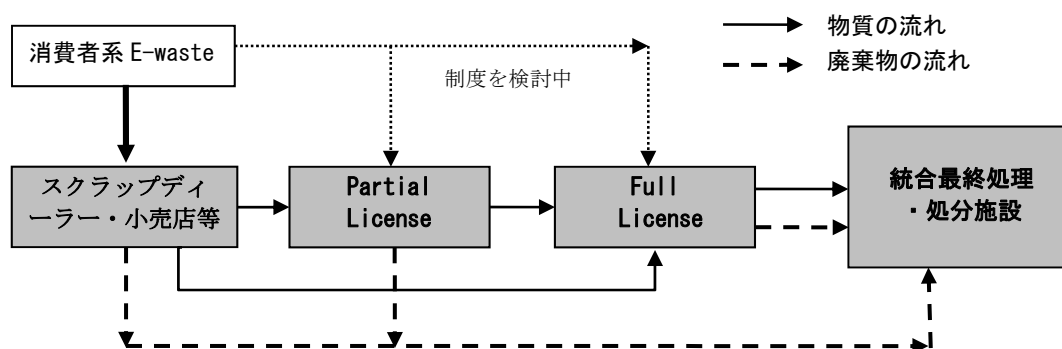 消費者系 E-waste
物質の流れ
廃棄物の流れ
制度を検討中
スクラップディ
ーラー・小売店等
Partial
License
Full
License
統合最終処理
・処分施設